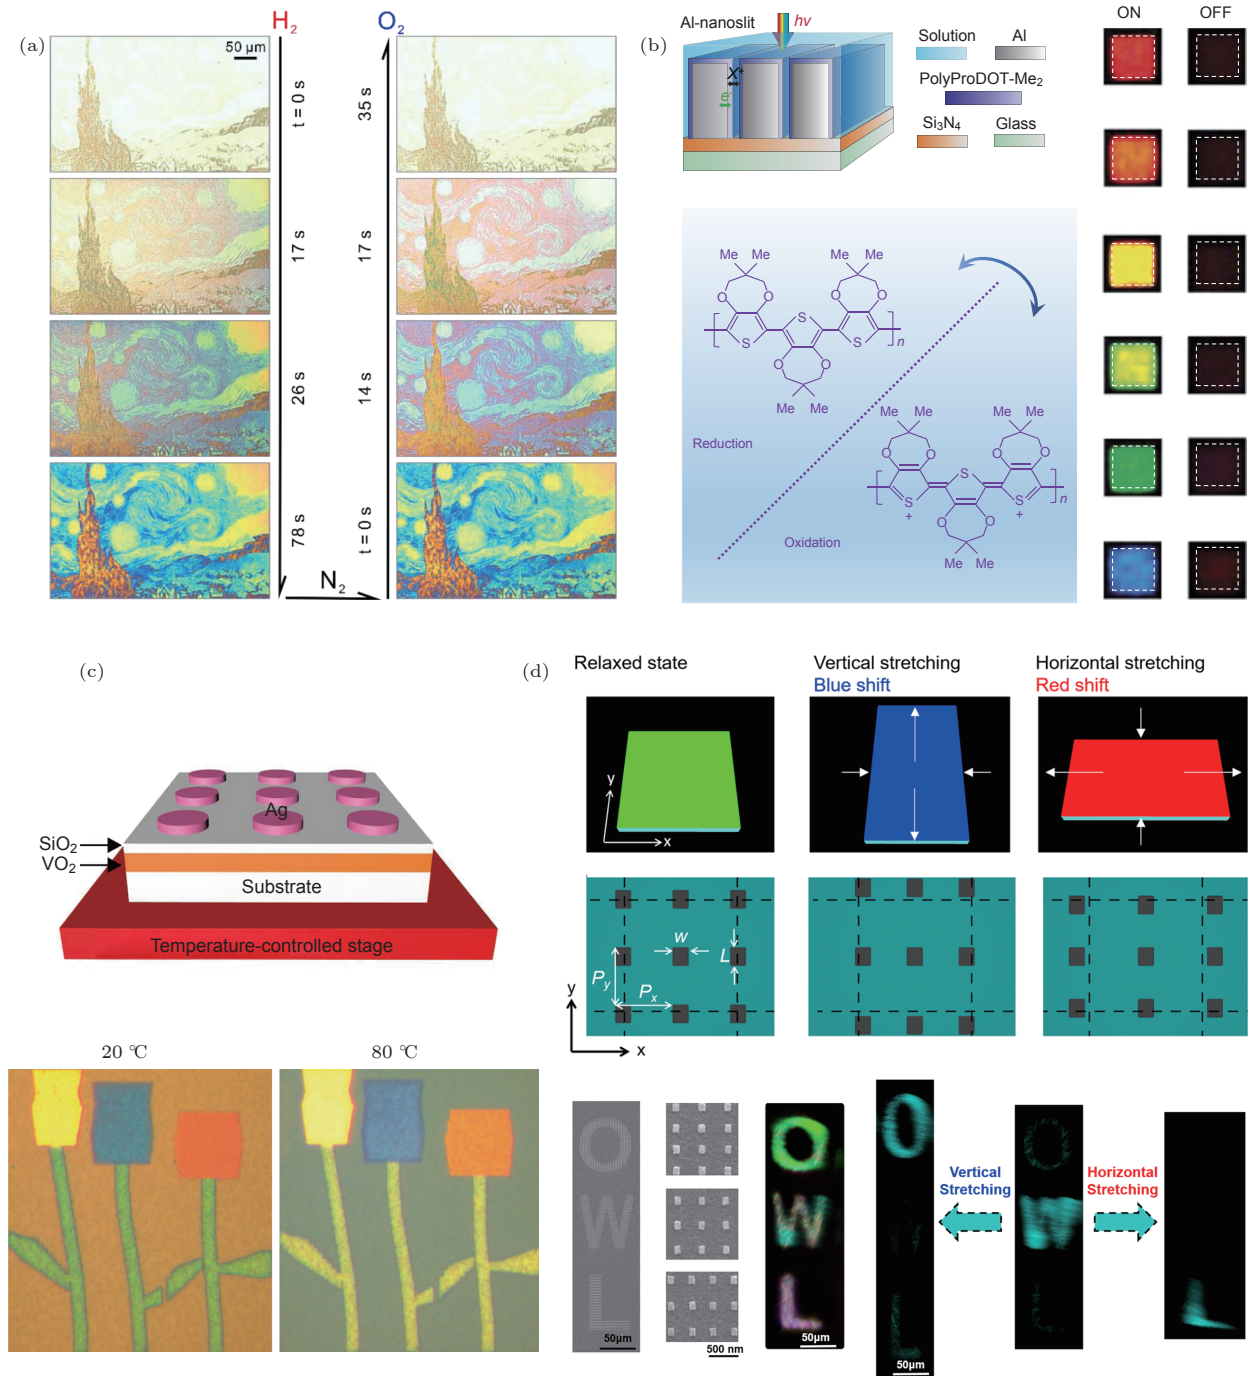 (a)
H2
O2
50 µm
t = 0 s
17 s
26 s
78 s
35 s
17 s
14 s
t = 0 s
N2
(b)
Al-nanoslit
hν
X+
e-
Solution
Al
PolyProDOT-Me2
Si3N4
Glass
Me Me Me Me
O O O O
S S S
O O
n
Me Me
Reduction
Me Me Me Me
O O O O
S S S
+ +
O O
n
Me Me
Oxidation
ON OFF
(c)
Ag
SiO2
VO2
Substrate
Temperature-controlled stage
20 ℃
80 ℃
(d)
Relaxed state
Vertical stretching
Blue shift
Horizontal stretching
Red shift
y
x
w
L
Py
Px
y
x
O
W
L
50µm
500 nm
O
W
L
50µm
O
L
50µm
Vertical
Stretching
O
W
L
Horizontal
Stretching
L